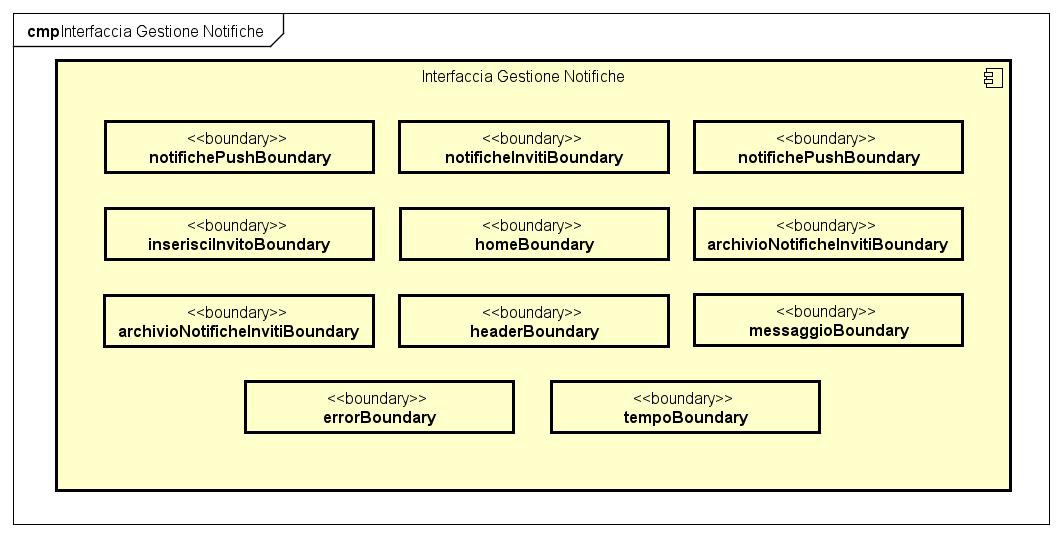 cmp Interfaccia Gestione Notifiche
Interfaccia Gestione Notifiche
<<boundary>>
notifichePushBoundary
<<boundary>>
notificheInvitiBoundary
<<boundary>>
notifichePushBoundary
<<boundary>>
inserisciInvitoBoundary
<<boundary>>
homeBoundary
<<boundary>>
archivioNotificheInvitiBoundary
<<boundary>>
archivioNotificheInvitiBoundary
<<boundary>>
headerBoundary
<<boundary>>
messaggioBoundary
<<boundary>>
errorBoundary
<<boundary>>
tempoBoundary